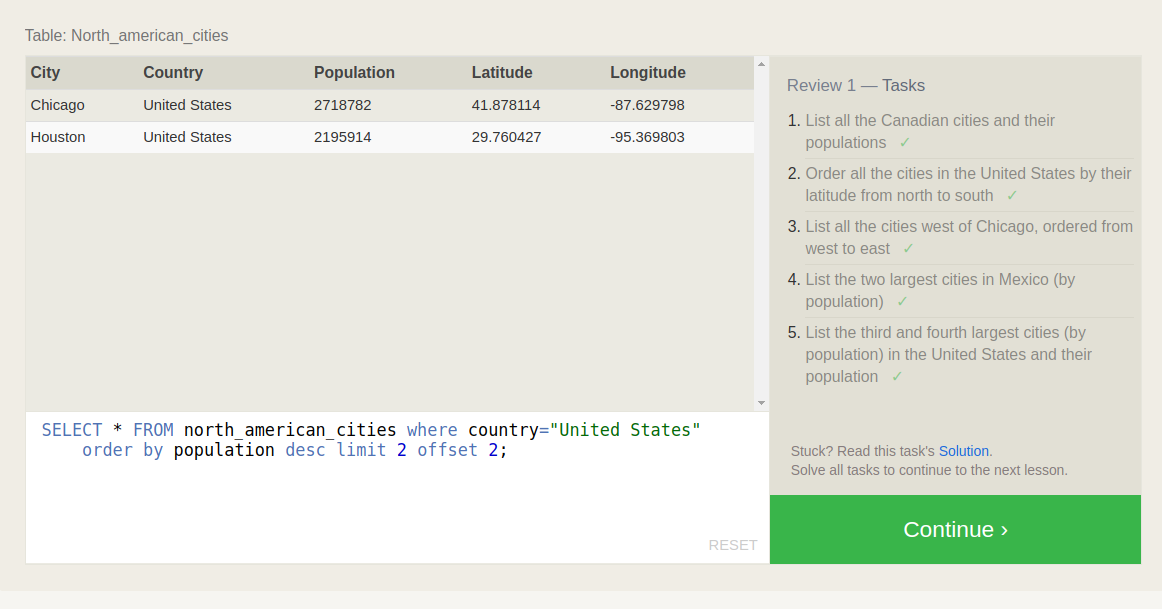 Table: North_american_cities
City Country Population Latitude Longitude
Chicago United States 2718782 41.878114 -87.629798
Houston United States 2195914 29.760427 -95.369803
SELECT * FROM north_american_cities where country="United States"
order by population desc limit 2 offset 2;
RESET
Review 1 — Tasks
1. List all the Canadian cities and their
populations ✓
2. Order all the cities in the United States by their
latitude from north to south ✓
3. List all the cities west of Chicago, ordered from
west to east ✓
4. List the two largest cities in Mexico (by
population) ✓
5. List the third and fourth largest cities (by
population) in the United States and their
population ✓
Stuck? Read this task's Solution.
Solve all tasks to continue to the next lesson.
Continue ›